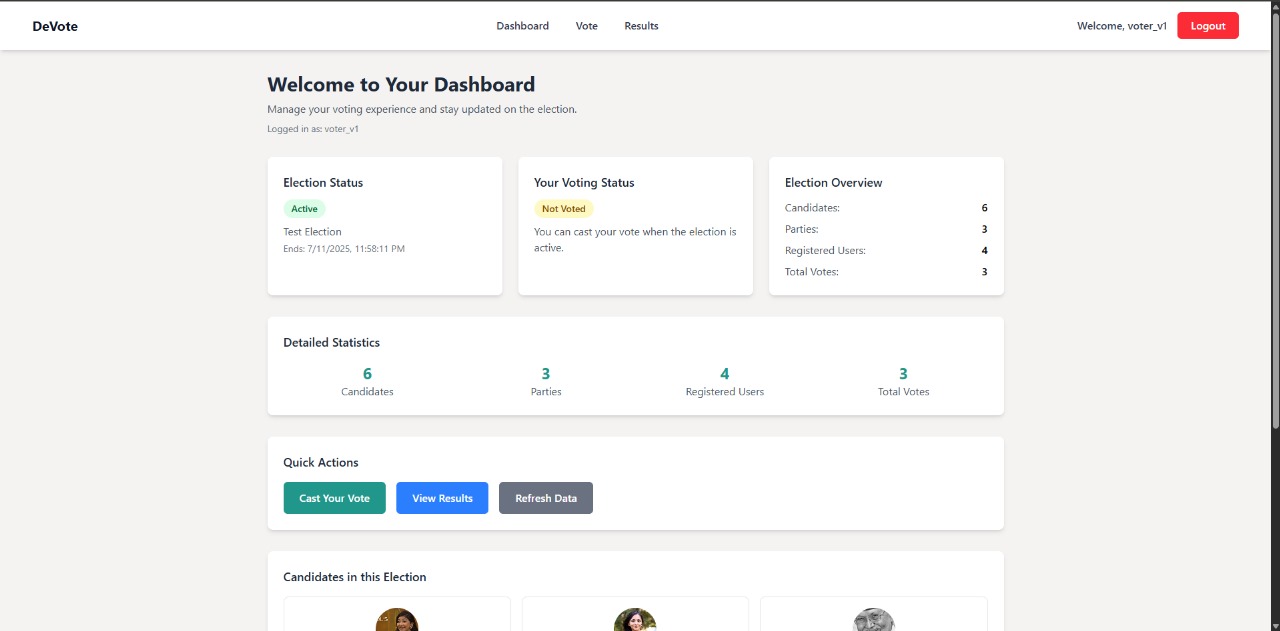 DeVote
Dashboard Vote Results
Welcome, voter_v1 Logout
Welcome to Your Dashboard
Manage your voting experience and stay updated on the election.
Logged in as: voter_v1
Election Status
Active
Test Election
Ends: 7/11/2025, 11:58:11 PM
Your Voting Status
Not Voted
You can cast your vote when the election is
active.
Election Overview
Candidates: 6
Parties: 3
Registered Users: 4
Total Votes: 3
Detailed Statistics
6 3 4 3
Candidates Parties Registered Users Total Votes
Quick Actions
Cast Your Vote View Results Refresh Data
Candidates in this Election